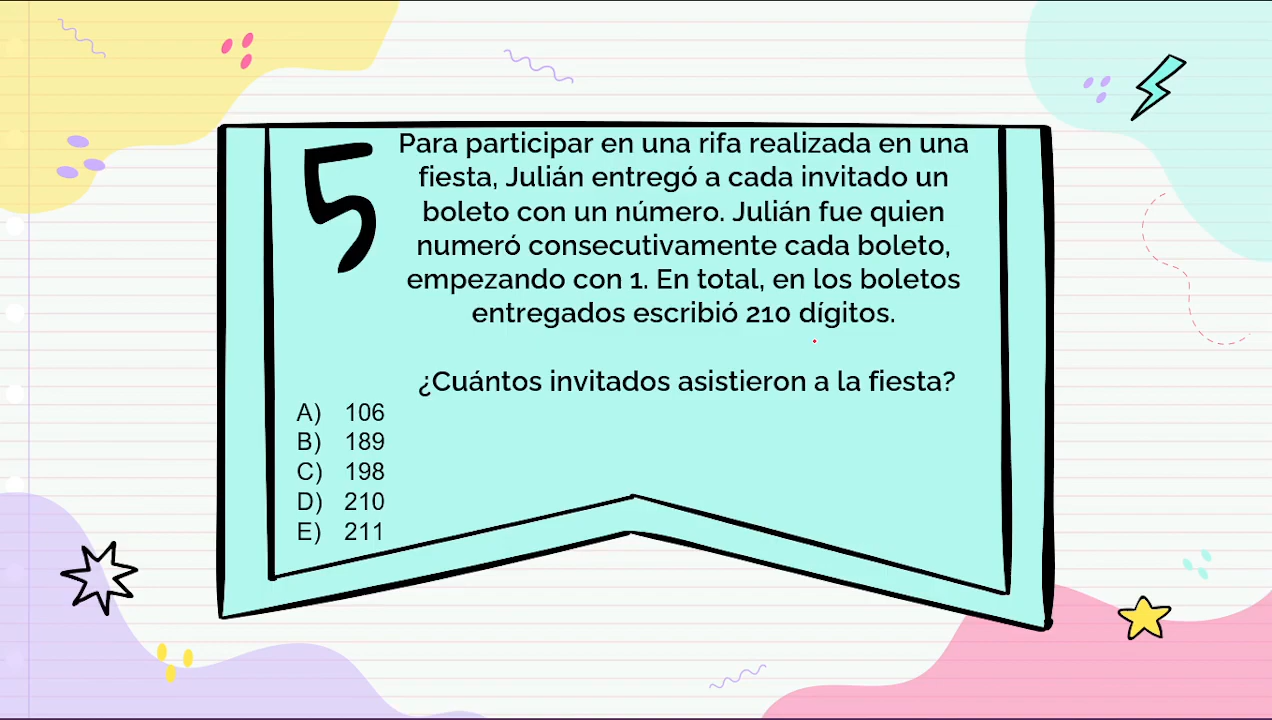 5
Para participar en una rifa realizada en una
fiesta, Julián entregó a cada invitado un
boleto con un número. Julián fue quien
numeró consecutivamente cada boleto,
empezando con 1. En total, en los boletos
entregados escribió 210 dígitos.
¿Cuántos invitados asistieron a la fiesta?
A) 106
B) 189
C) 198
D) 210
E) 211